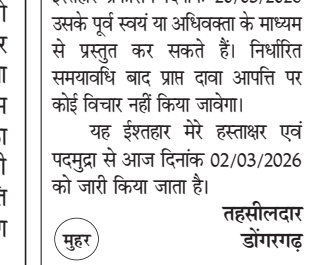 उसके पूर्व स्वयं या अधिवक्ता के माध्यम
से प्रस्तुत कर सकते हैं। निर्धारित
समयावधि बाद प्राप्त दावा आपत्ति पर
कोई विचार नहीं किया जावेगा।
यह ईश्तहार मेरे हस्ताक्षर एवं
पदमुद्रा से आज दिनांक 02/03/2026
को जारी किया जाता है।
तहसीलदार
मुहर डोंगरगढ़